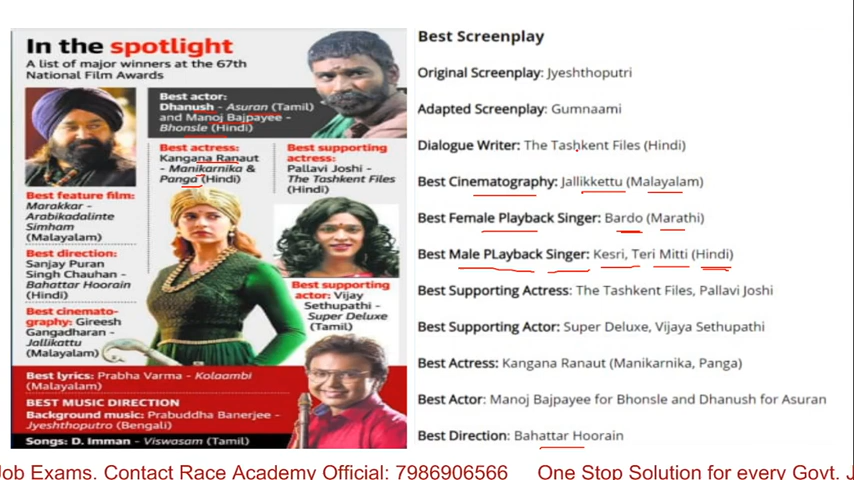 In the spotlight
A list of major winners at the 67th
National Film Awards
Best actor:
Dhanush - Asuran (Tamil)
and Manoj Bajpayee -
Bhonsle (Hindi)
Best actress:
Kangana Ranaut
- Manikarnika &
Panga (Hindi)
Best supporting
actress:
Pallavi Joshi -
The Tashkent Files
(Hindi)
Best feature film:
Marakkar -
Arabikadalinte
Simham
(Malayalam)
Best direction:
Sanjay Puran
Singh Chauhan -
Bahattar Hoorain
(Hindi)
Best cinemato-
graphy: Gireesh
Gangadharan -
Jallikattu
(Malayalam)
Best supporting
actor: Vijay
Sethupathi -
Super Deluxe
(Tamil)
Best lyrics: Prabha Varma - Kolaambi
(Malayalam)
BEST MUSIC DIRECTION
Background music: Prabuddha Banerjee -
Jyeshthoputro (Bengali)
Songs: D. Imman - Viswasam (Tamil)
Best Screenplay
Original Screenplay: Jyeshthoputri
Adapted Screenplay: Gumnaami
Dialogue Writer: The Tashkent Files (Hindi)
Best Cinematography: Jallikkettu (Malayalam)
Best Female Playback Singer: Bardo (Marathi)
Best Male PLayback Singer: Kesri, Teri Mitti (Hindi)
Best Supporting Actress: The Tashkent Files, Pallavi Joshi
Best Supporting Actor: Super Deluxe, Vijaya Sethupathi
Best Actress: Kangana Ranaut (Manikarnika, Panga)
Best Actor: Manoj Bajpayee for Bhonsle and Dhanush for Asuran
Best Direction: Bahattar Hoorain
Job Exams. Contact Race Academy Official: 7986906566 One Stop Solution for every Govt. J